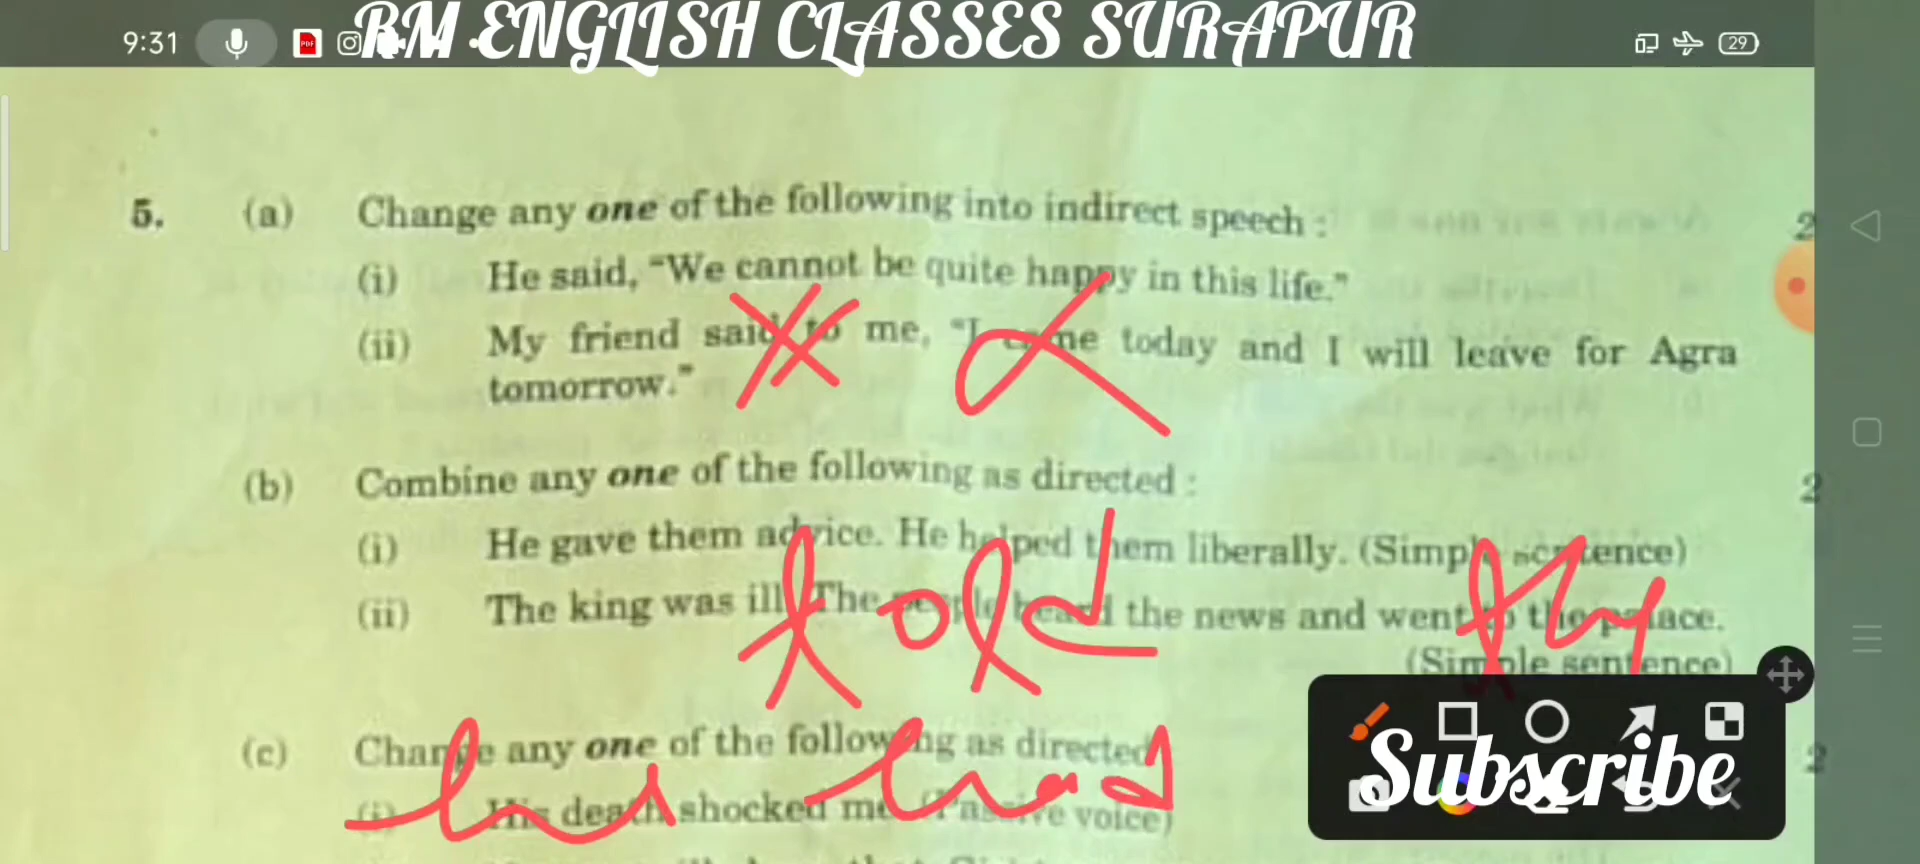 RM ENGLISH CLASSES SURAPUR
9:31
29
5. (a) Change any one of the following into indirect speech : 2
(i) He said, "We cannot be quite happy in this life."
(ii) My friend said to me, "I came today and I will leave for Agra
tomorrow."
(b) Combine any one of the following as directed : 2
(i) He gave them advice. He helped them liberally. (Simple sentence)
(ii) The king was ill. The people heard the news and went to the palace.
(Simple sentence)
told
(c) Change any one of the following as directed 2
(i) His death shocked me. (Passive voice)
had
Subscribe